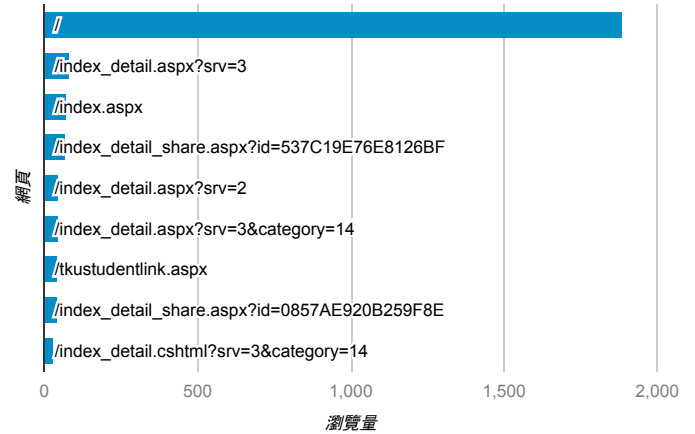 /
/index_detail.aspx?srv=3
/index.aspx
/index_detail_share.aspx?id=537C19E76E8126BF
/index_detail.aspx?srv=2
/index_detail.aspx?srv=3&category=14
/tkustudentlink.aspx
/index_detail_share.aspx?id=0857AE920B259F8E
/index_detail.cshtml?srv=3&category=14
網頁
0 500 1,000 1,500 2,000
瀏覽量